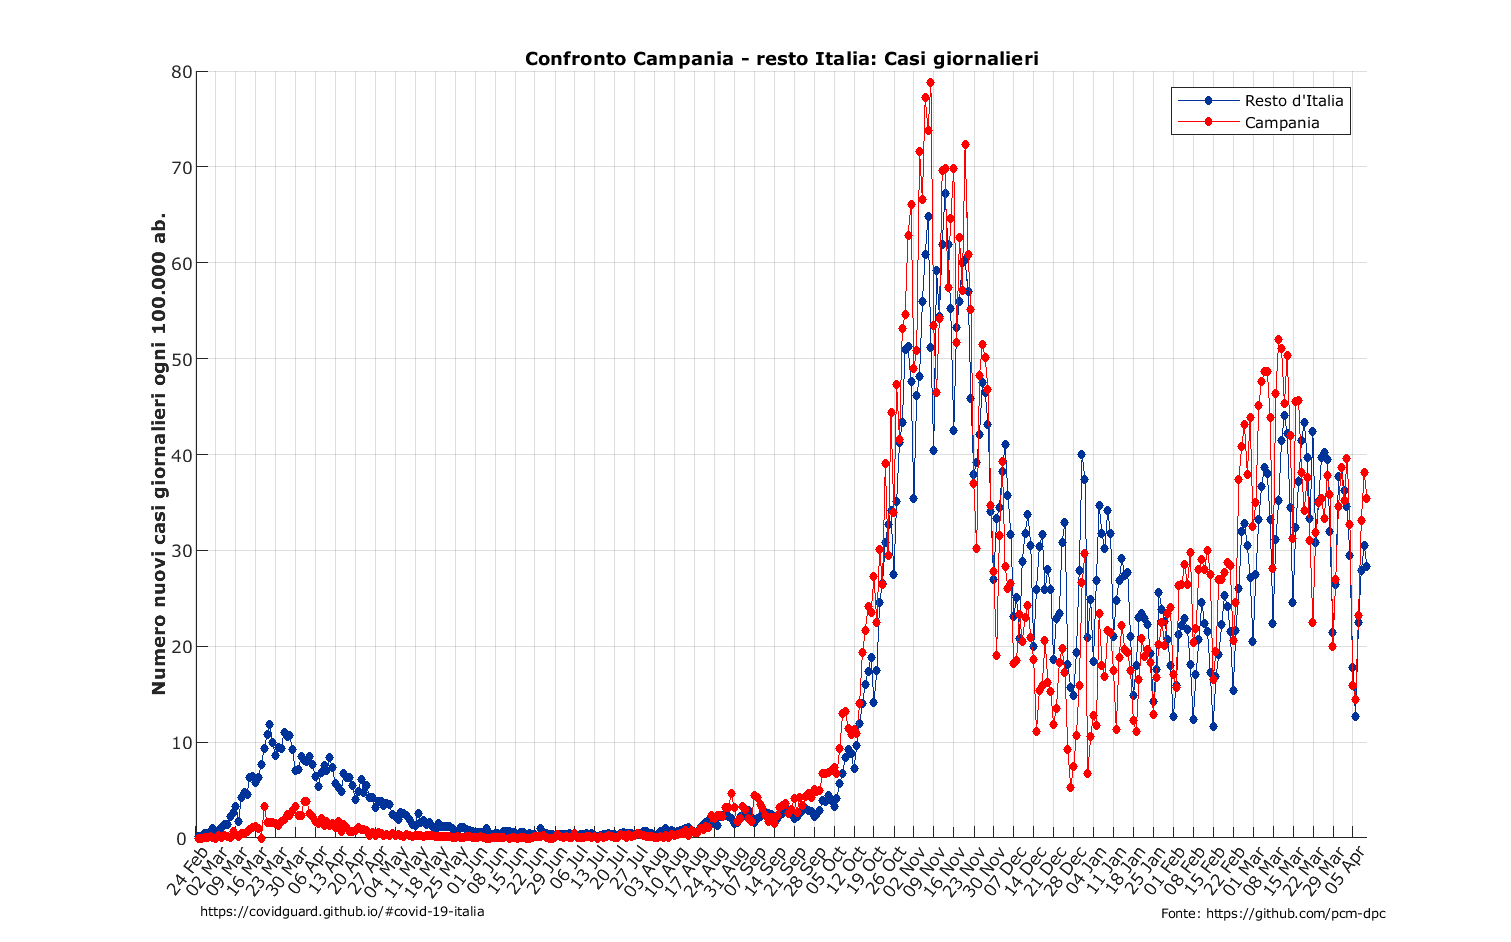 Confronto Campania - resto Italia: Casi giornalieri
Numero nuovi casi giornalieri ogni 100.000 ab.
80
70
60
50
40
30
20
10
0
Resto d'Italia
Campania
24 Feb
02 Mar
09 Mar
16 Mar
23 Mar
30 Mar
06 Apr
13 Apr
20 Apr
27 Apr
04 May
11 May
18 May
25 May
01 Jun
08 Jun
15 Jun
22 Jun
29 Jun
06 Jul
13 Jul
20 Jul
27 Jul
03 Aug
10 Aug
17 Aug
24 Aug
31 Aug
07 Sep
14 Sep
21 Sep
28 Sep
05 Oct
12 Oct
19 Oct
26 Oct
02 Nov
09 Nov
16 Nov
23 Nov
30 Nov
07 Dec
14 Dec
21 Dec
28 Dec
04 Jan
11 Jan
18 Jan
25 Jan
01 Feb
08 Feb
15 Feb
22 Feb
01 Mar
08 Mar
15 Mar
22 Mar
29 Mar
05 Apr
https://covidguard.github.io/#covid-19-italia
Fonte: https://github.com/pcm-dpc